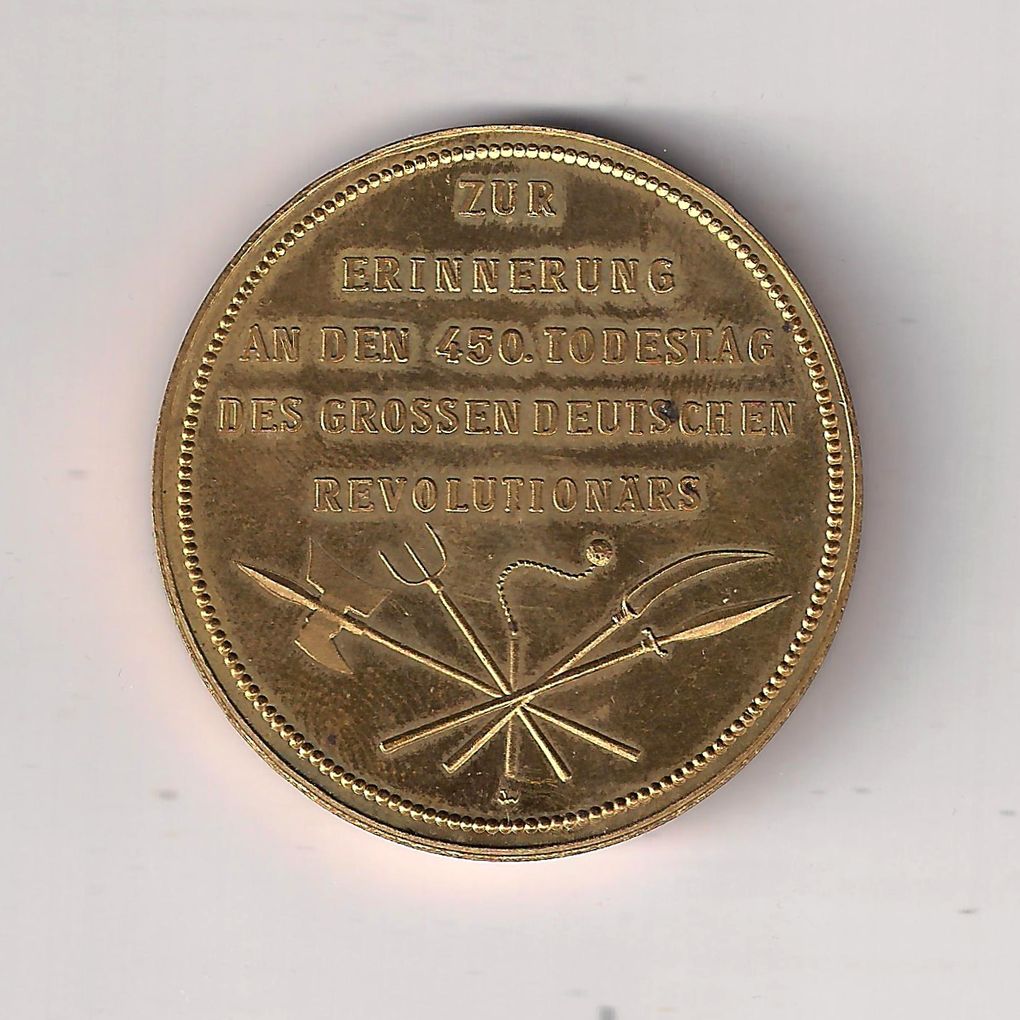 ZUR
ERINNERUNG
AN DEN 450. TODESTAG
DES GROSSEN DEUTSCHEN
REVOLUTIONÄRS